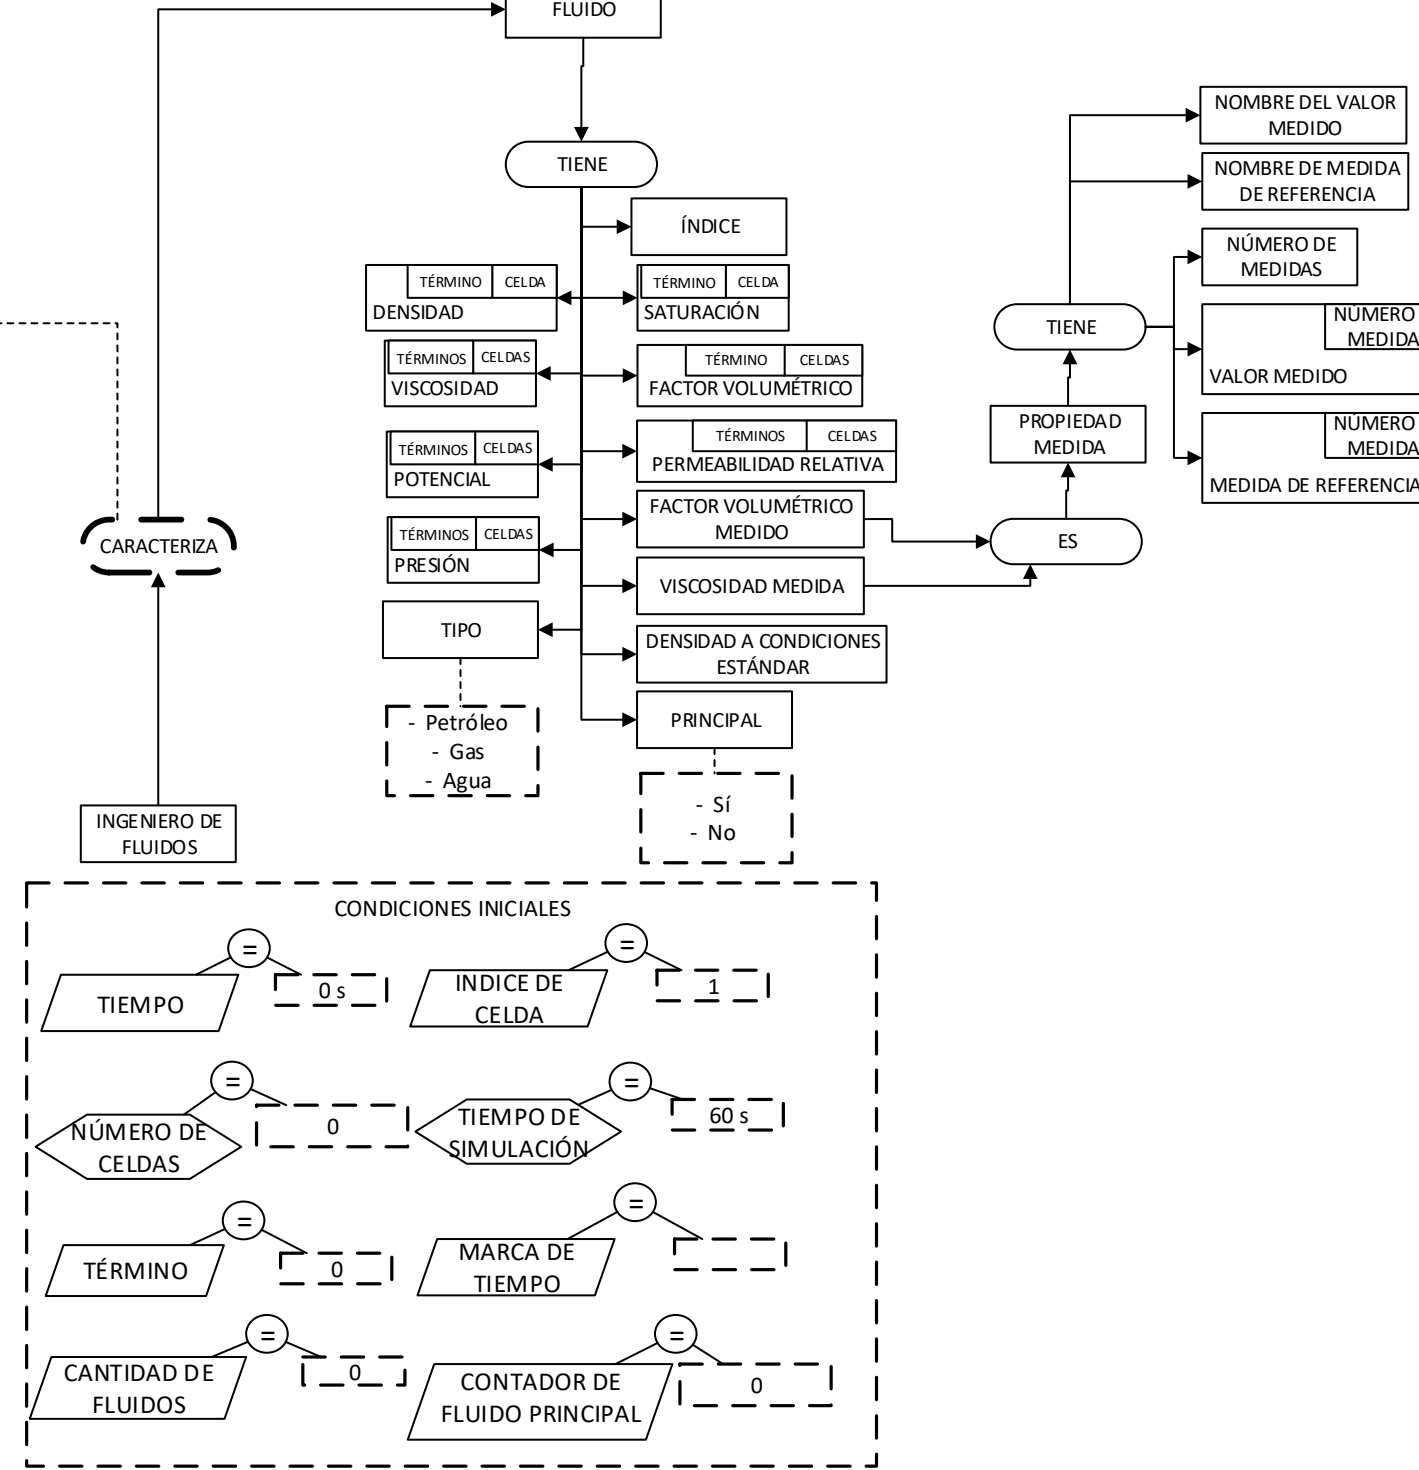 FLUIDO
TIENE
ÍNDICE
TÉRMINO CELDA
DENSIDAD
TÉRMINO CELDA
SATURACIÓN
TÉRMINOS CELDAS
VISCOSIDAD
TÉRMINO CELDAS
FACTOR VOLUMÉTRICO
TÉRMINOS CELDAS
POTENCIAL
TÉRMINOS CELDAS
PERMEABILIDAD RELATIVA
FACTOR VOLUMÉTRICO
MEDIDO
TÉRMINOS CELDAS
PRESIÓN
VISCOSIDAD MEDIDA
TIPO
DENSIDAD A CONDICIONES
ESTÁNDAR
- Petróleo
- Gas
- Agua
PRINCIPAL
- Sí
- No
NOMBRE DEL VALOR
MEDIDO
NOMBRE DE MEDIDA
DE REFERENCIA
NÚMERO DE
MEDIDAS
TIENE
NÚMERO
MEDIDA
VALOR MEDIDO
PROPIEDAD
MEDIDA
NÚMERO
MEDIDA
MEDIDA DE REFERENCIA
ES
CARACTERIZA
INGENIERO DE
FLUIDOS
CONDICIONES INICIALES
=
TIEMPO
0 s
=
INDICE DE
CELDA
1
=
NÚMERO DE
CELDAS
0
=
TIEMPO DE
SIMULACIÓN
60 s
=
TÉRMINO
0
=
MARCA DE
TIEMPO
=
CANTIDAD DE
FLUIDOS
0
=
CONTADOR DE
FLUIDO PRINCIPAL
0